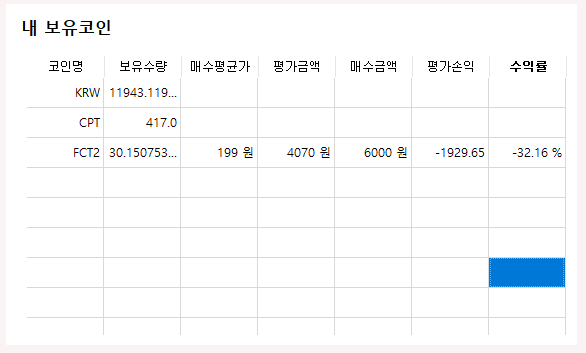 내 보유코인
코인명 보유수량 매수평균가 평가금액 매수금액 평가손익 수익률
KRW 11943.119...
CPT 417.0
FCT2 30.150753... 199 원 4070 원 6000 원 -1929.65 -32.16 %